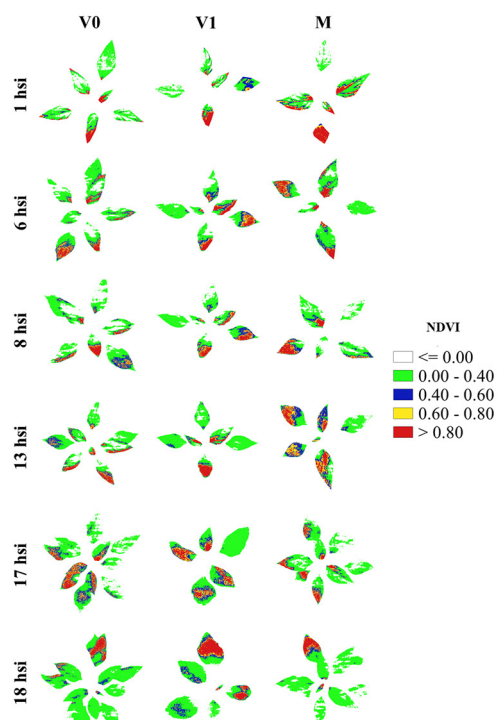 V0 V1 M
1 hsi
6 hsi
8 hsi
13 hsi
17 hsi
18 hsi
NDVI
<= 0.00
0.00 - 0.40
0.40 - 0.60
0.60 - 0.80
> 0.80